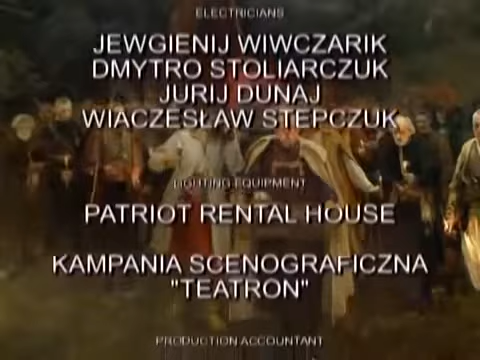 ELECTRICIANS
JEWGIENIJ WIWCZARIK
DMYTRO STOLIARCZUK
JURIJ DUNAJ
WIACZESŁAW STEPCZUK
LIGHTING EQUIPMENT
PATRIOT RENTAL HOUSE
KAMPANIA SCENOGRAFICZNA
"TEATRON"
PRODUCTION ACCOUNTANT